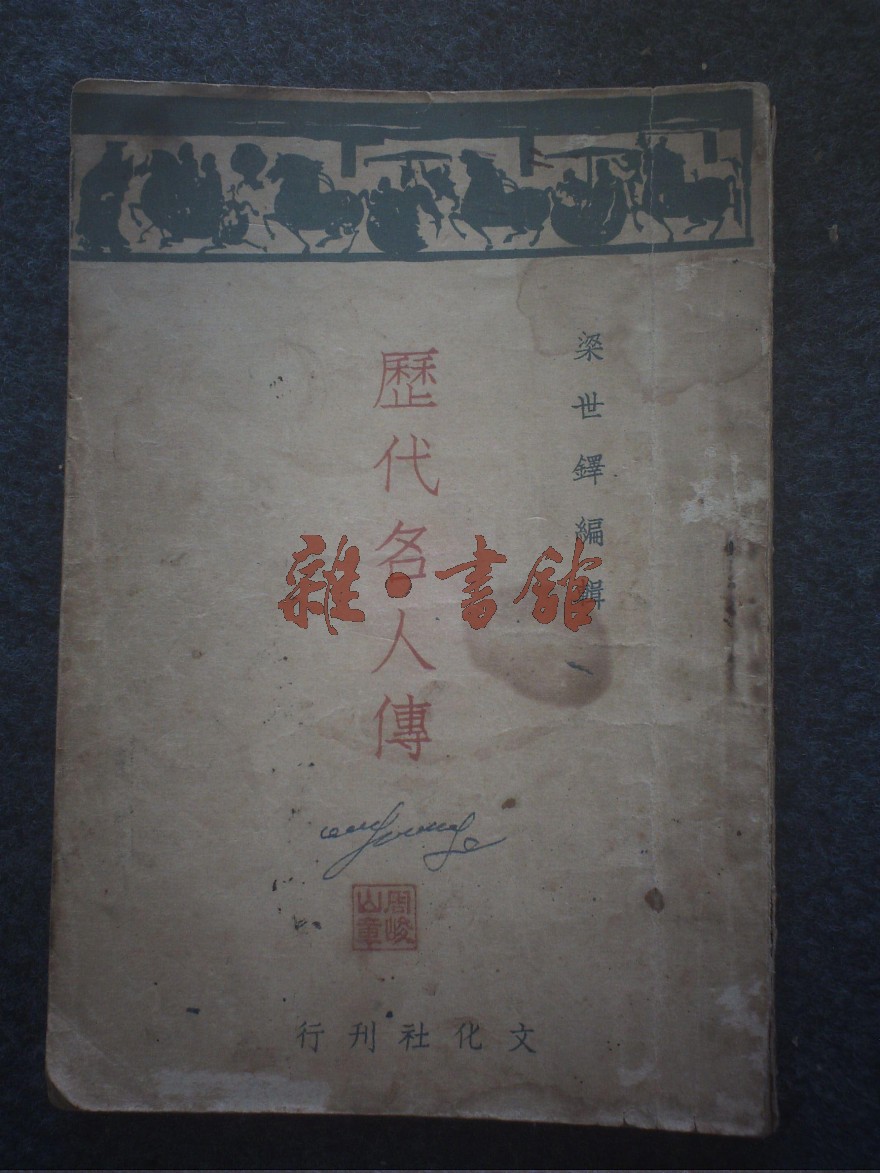 梁世鐸編輯
歷代名人傳
雜·書館
周峻山章
文化社刊行